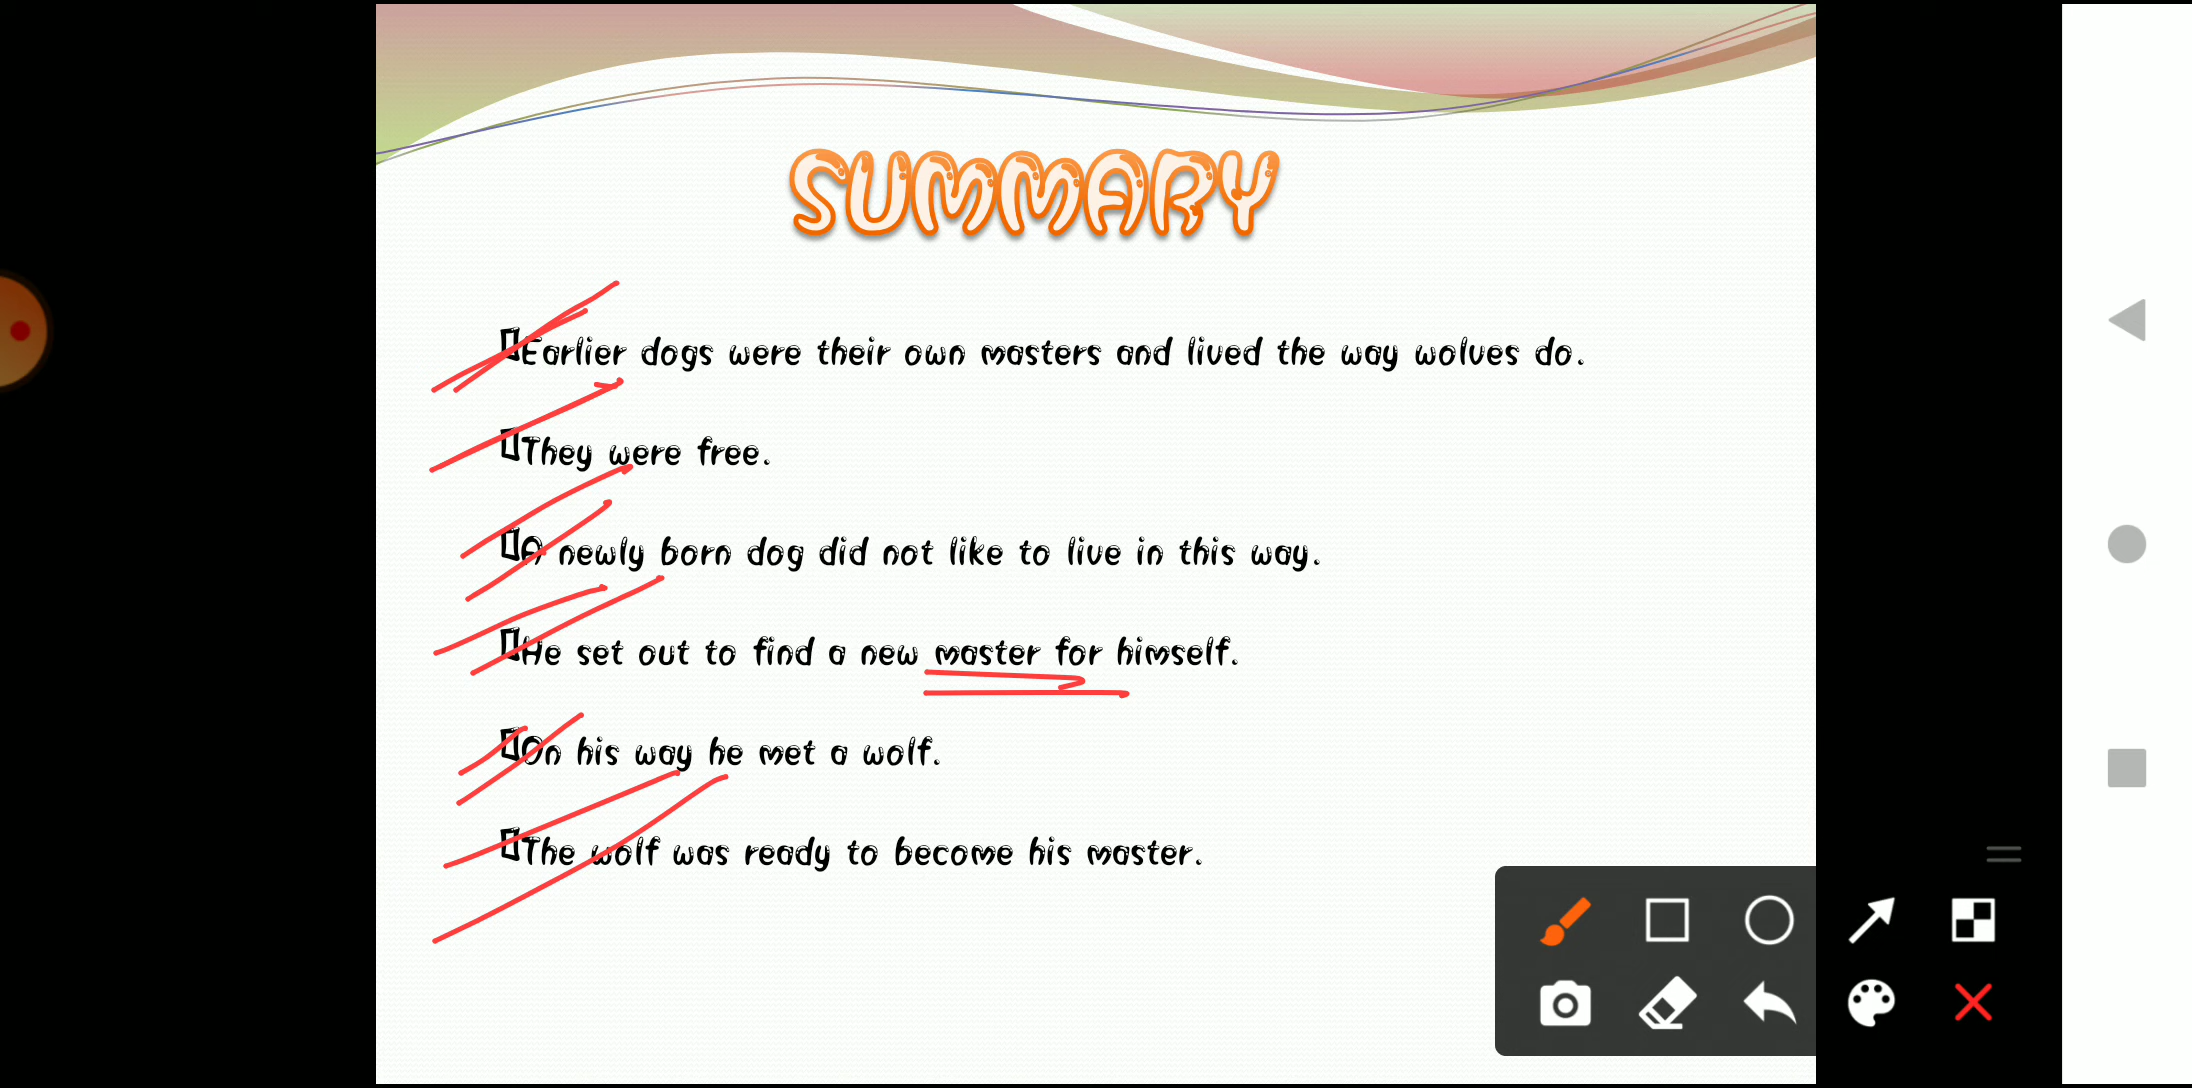 SUMMARY
Earlier dogs were their own masters and lived the way wolves do.
They were free.
A newly born dog did not like to live in this way.
He set out to find a new master for himself.
On his way he met a wolf.
The wolf was ready to become his master.